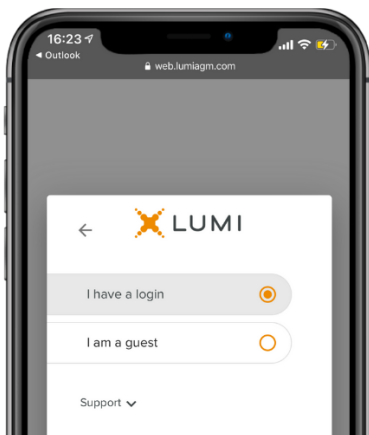 16:23
◀ Outlook
web.lumiagm.com
LUMI
I have a login
I am a guest
Support